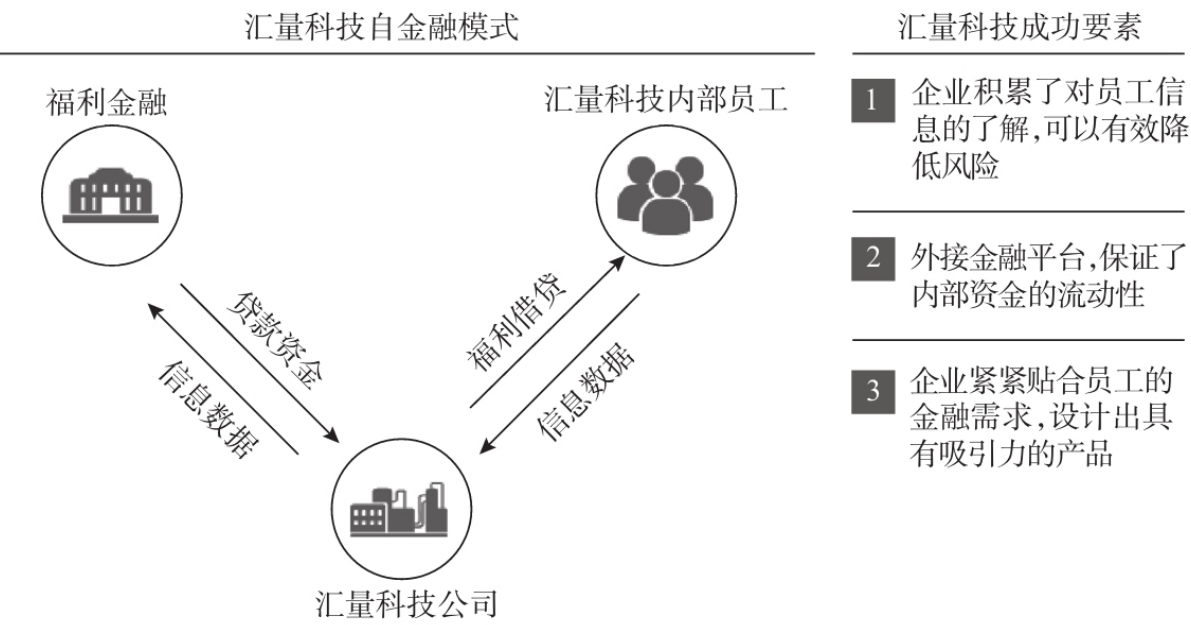 汇量科技自金融模式
福利金融
汇量科技内部员工
贷款资金
信息数据
福利借贷
信息数据
汇量科技公司
汇量科技成功要素
1
企业积累了对员工信
息的了解,可以有效降
低风险
2
外接金融平台,保证了
内部资金的流动性
3
企业紧紧贴合员工的
金融需求,设计出具
有吸引力的产品